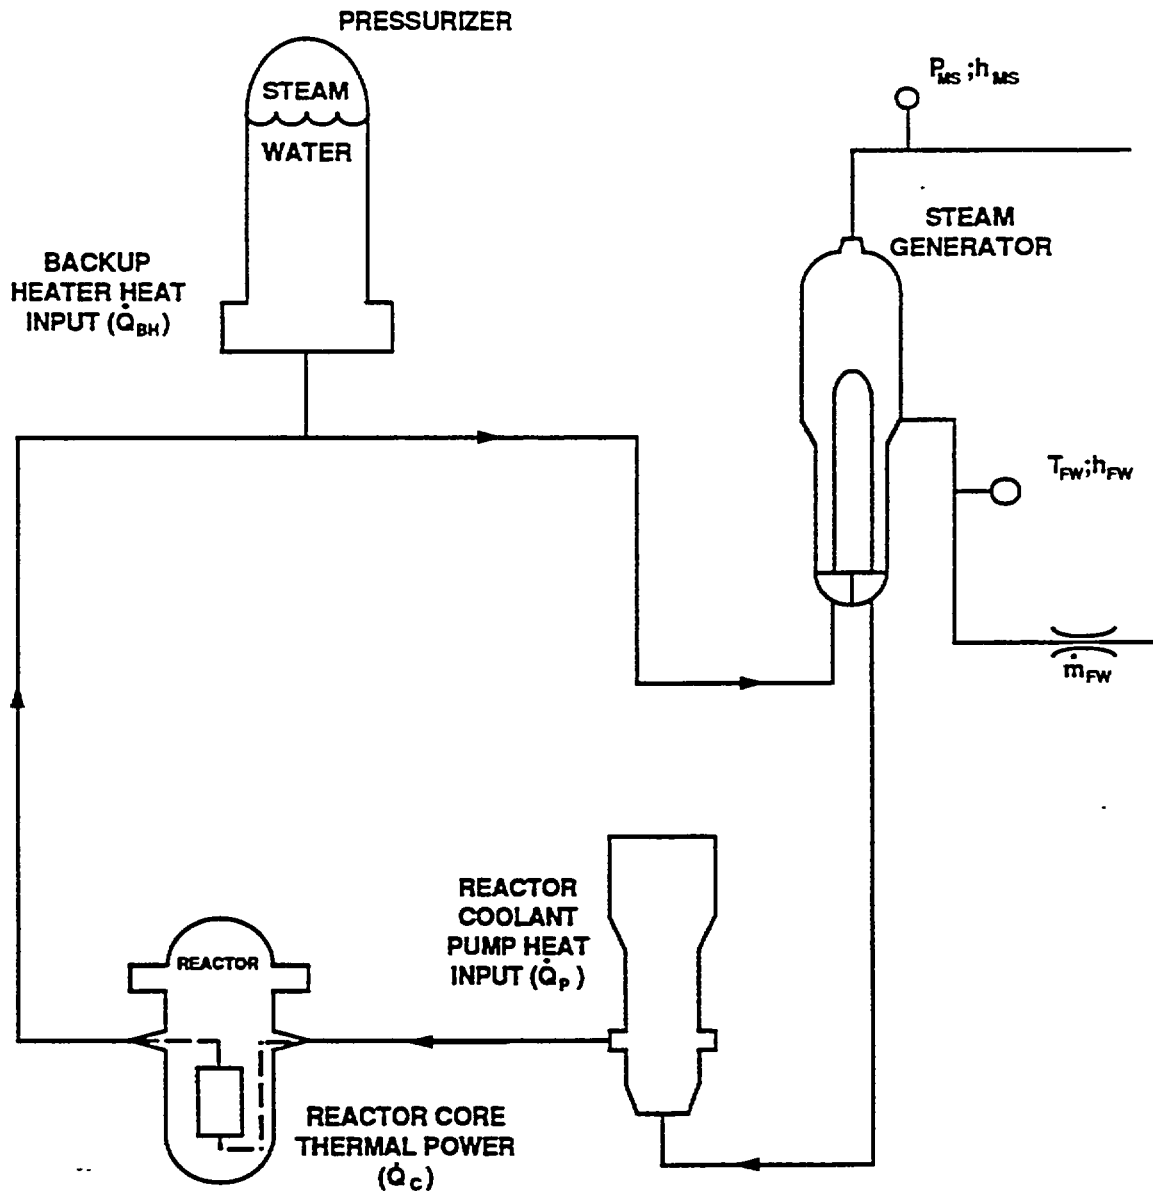 PRESSURIZER
STEAM
WATER
P_MS ;h_MS
STEAM
GENERATOR
BACKUP
HEATER HEAT
INPUT (Q̇_BH)
T_FW;h_FW
ṁ_FW
REACTOR
COOLANT
PUMP HEAT
INPUT (Q̇_P)
REACTOR
REACTOR CORE
THERMAL POWER
(Q̇_C)